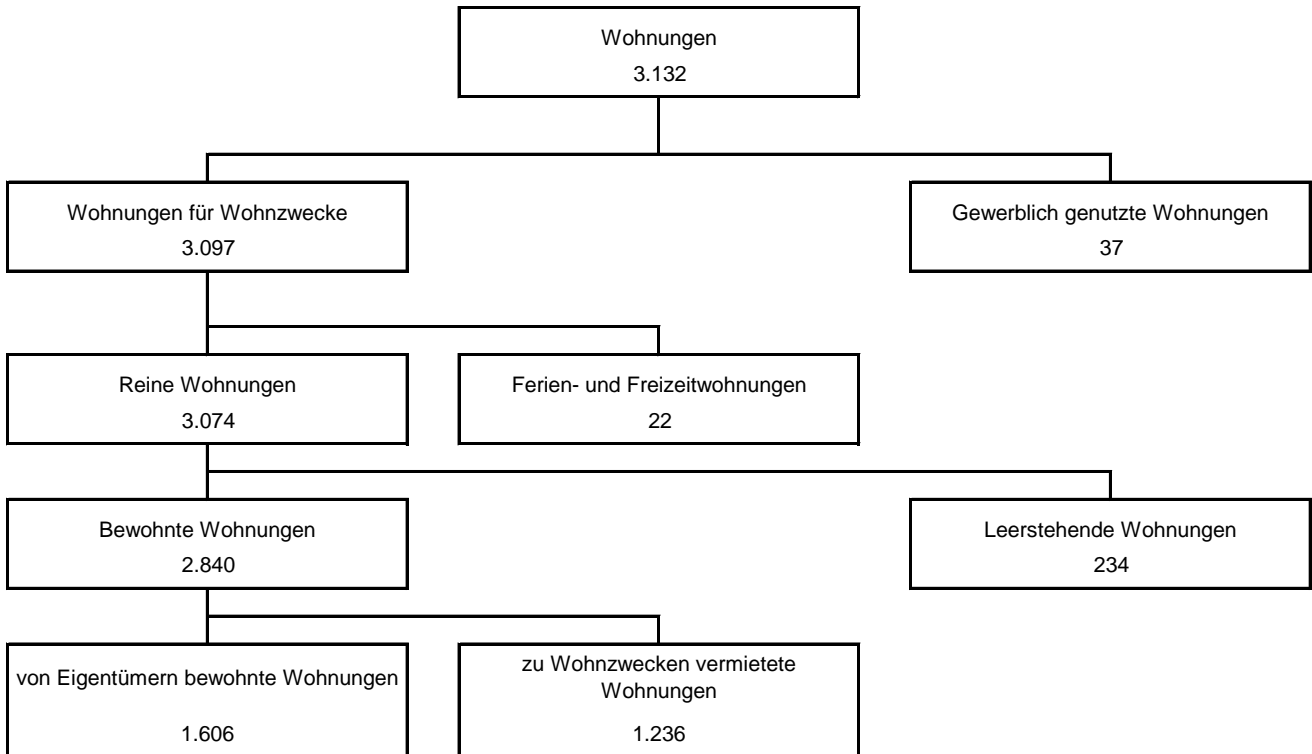 Wohnungen
3.132
Wohnungen für Wohnzwecke
3.097
Gewerblich genutzte Wohnungen
37
Reine Wohnungen
3.074
Ferien- und Freizeitwohnungen
22
Bewohnte Wohnungen
2.840
Leerstehende Wohnungen
234
von Eigentümern bewohnte Wohnungen
1.606
zu Wohnzwecken vermietete
Wohnungen
1.236